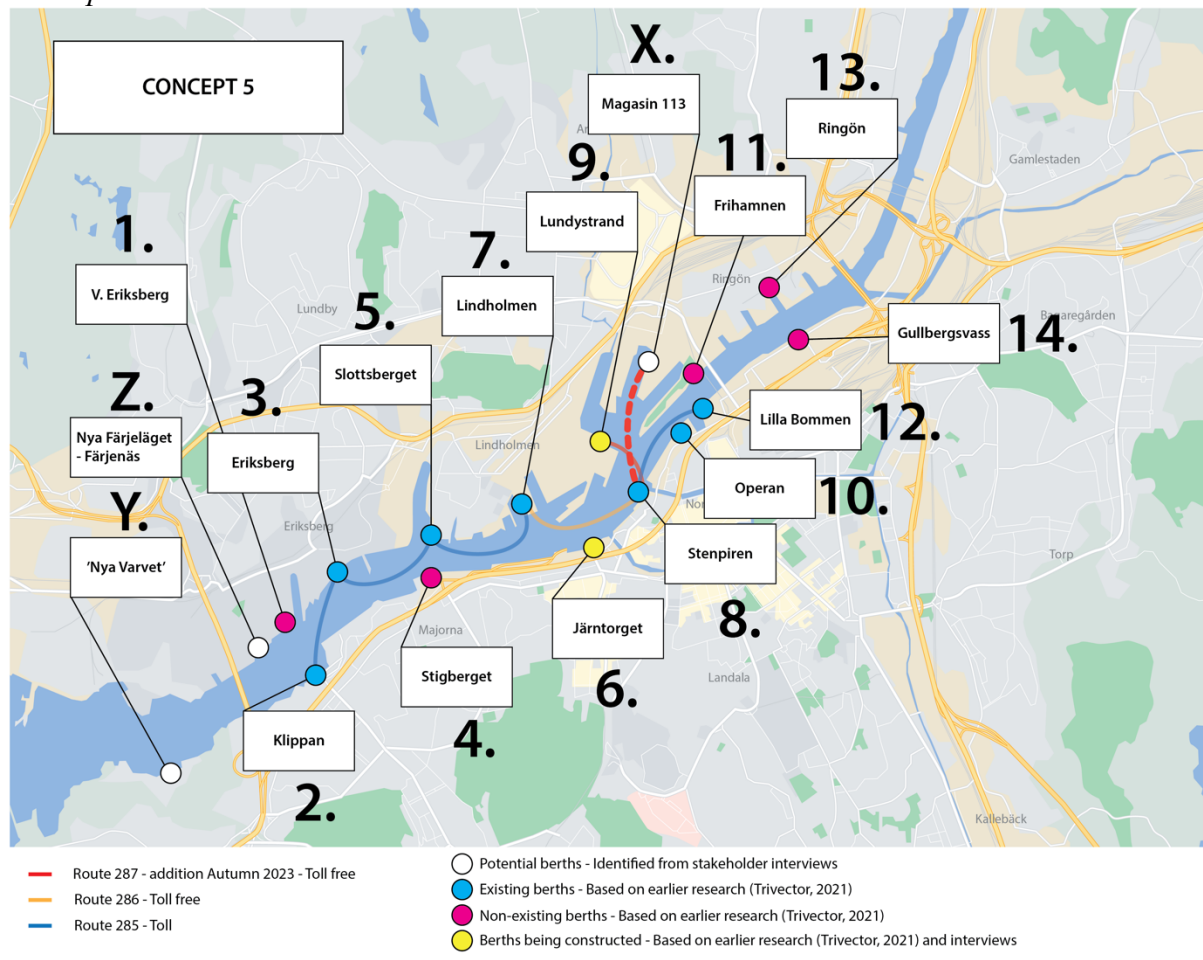 CONCEPT 5
X.
Magasin 113
13.
Ringön
9.
Lundystrand
11.
Frihamnen
Gamlestaden
1.
V. Eriksberg
7.
Lindholmen
Ringön
Lundby
5.
Slottsberget
Gullbergsvass
14.
Bagaregården
Z.
Nya Färjeläget
- Färjenäs
3.
Eriksberg
Lindholmen
Lilla Bommen
12.
Operan
10.
Y.
'Nya Varvet'
Eriksberg
Stenpiren
8.
Torp
Järntorget
6.
Majorna
Stigberget
4.
Landala
Klippan
2.
Kallebäck
Route 287 - addition Autumn 2023 - Toll free
Route 286 - Toll free
Route 285 - Toll
Potential berths - Identified from stakeholder interviews
Existing berths - Based on earlier research (Trivector, 2021)
Non-existing berths - Based on earlier research (Trivector, 2021)
Berths being constructed - Based on earlier research (Trivector, 2021) and interviews